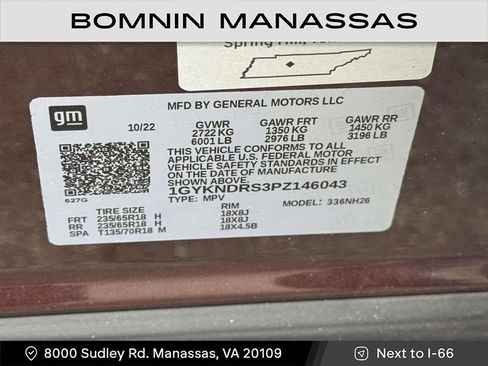 BOMNIN MANASSAS
Spring Hill,
MFD BY GENERAL MOTORS LLC
gm
10/22
GVWR GAWR FRT GAWR RR
2722 KG 1350 KG 1450 KG
6001 LB 2976 LB 3196 LB
THIS VEHICLE CONFORMS TO ALL
APPLICABLE U.S. FEDERAL MOTOR
VEHICLE SAFETY STANDARDS IN
EFFECT ON THE DATE OF MANUFACTURE
SHOWN ABOVE.
1GYKNDRS3PZ146043
627G
TYPE: MPV MODEL: 336NH26
TIRE SIZE RIM
FRT 235/65R18 H 18X8J
RR 235/65R18 H 18X8J
SPA T135/70R18 M 18X4.5B
8000 Sudley Rd. Manassas, VA 20109
Next to I-66